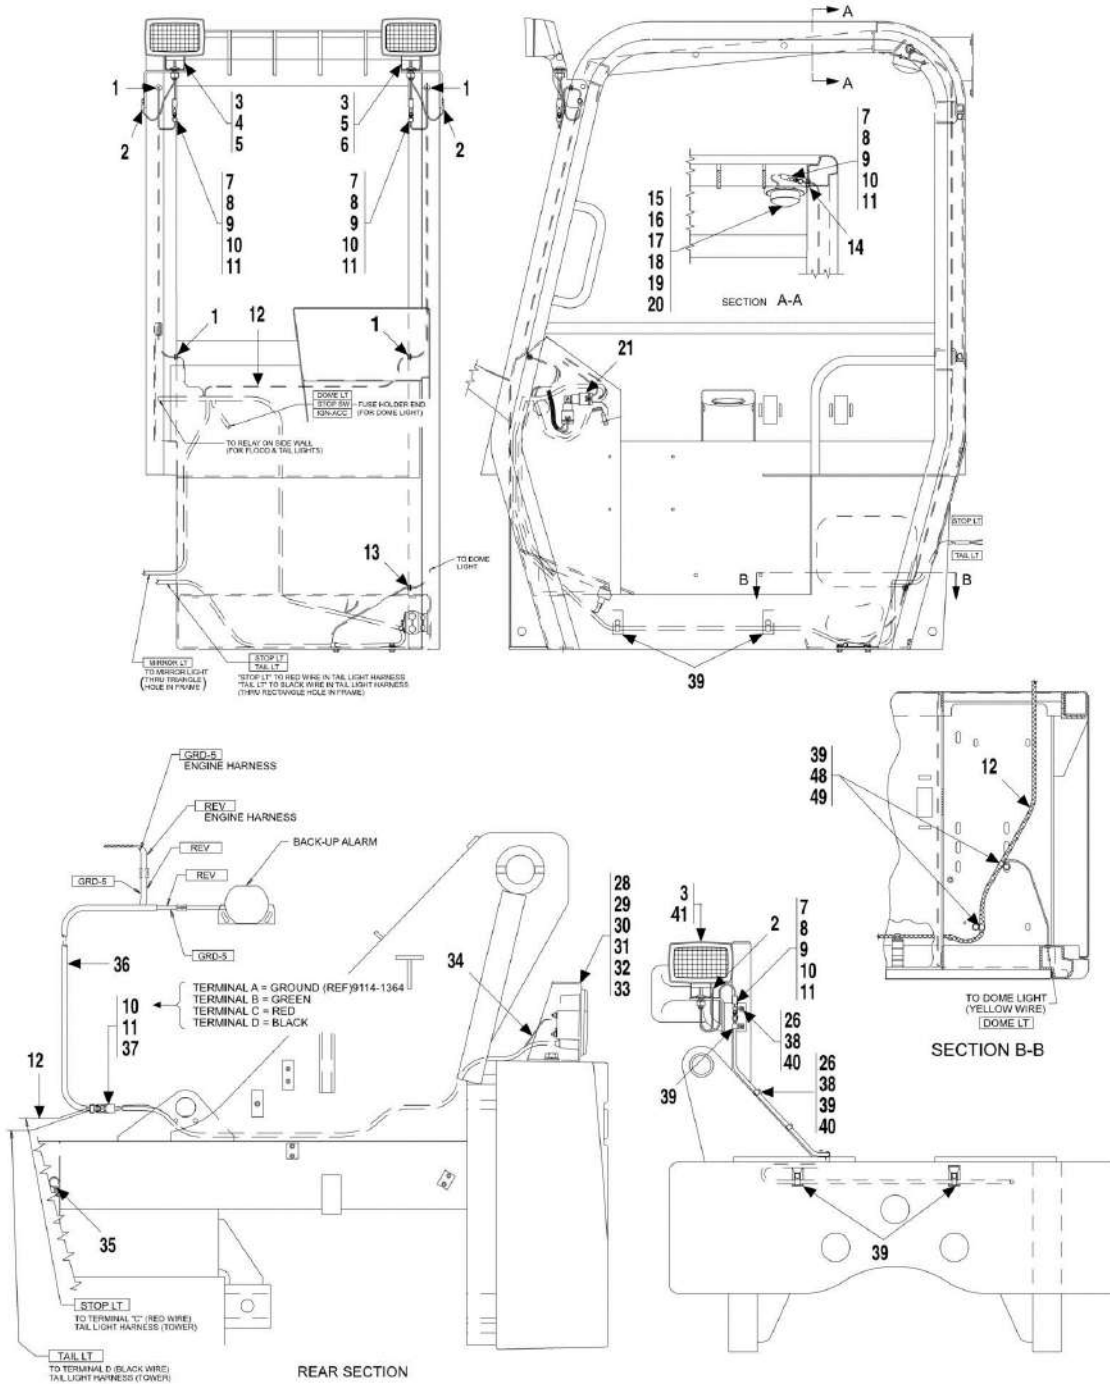 A
A
1
1
2
2
3
4
5
3
5
6
7
8
9
10
11
7
8
9
10
11
7
8
9
10
11
15
16
17
18
19
20
14
SECTION A-A
1
12
1
21
DOME LT
STOP SW
IGN-ACC
FUSE HOLDER END
(FOR DOME LIGHT)
TO RELAY ON SIDE WALL
(FOR FLOOD & TAIL LIGHTS)
STOP LT
TAIL LT
13
TO DOME
LIGHT
B
B
MIRROR LT
TO MIRROR LIGHT
(THRU TRIANGLE
HOLE IN FRAME)
STOP LT
TAIL LT
"STOP LT" TO RED WIRE IN TAIL LIGHT HARNESS
"TAIL LT" TO BLACK WIRE IN TAIL LIGHT HARNESS
(THRU RECTANGLE HOLE IN FRAME)
39
39
48
49
12
TO DOME LIGHT
(YELLOW WIRE)
DOME LT
SECTION B-B
GRD-5
ENGINE HARNESS
REV
ENGINE HARNESS
REV
GRD-5
REV
BACK-UP ALARM
GRD-5
36
TERMINAL A = GROUND (REF)9114-1364
TERMINAL B = GREEN
TERMINAL C = RED
TERMINAL D = BLACK
10
11
37
12
34
28
29
30
31
32
33
3
41
2
7
8
9
10
11
26
38
40
39
26
38
39
40
39
35
STOP LT
TO TERMINAL "C" (RED WIRE)
TAIL LIGHT HARNESS (TOWER)
TAIL LT
TO TERMINAL D (BLACK WIRE)
TAIL LIGHT HARNESS (TOWER)
REAR SECTION